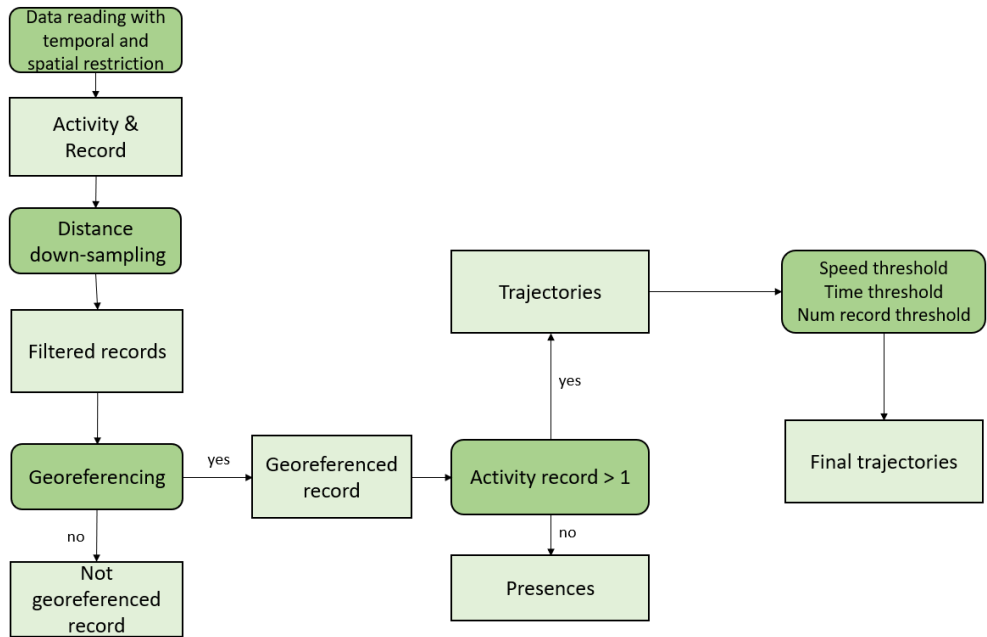 Data reading with
temporal and
spatial restriction
Activity &
Record
Distance
down-sampling
Filtered records
Georeferencing
yes
no
Not
georeferenced
record
Georeferenced
record
Activity record > 1
yes
no
Presences
Trajectories
Speed threshold
Time threshold
Num record threshold
Final trajectories